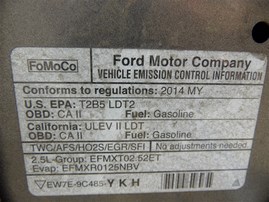 FoMoCo
Ford Motor Company
VEHICLE EMISSION CONTROL INFORMATION
Conforms to regulations: 2014 MY
U.S. EPA: T2B5 LDT2
OBD: CA II Fuel: Gasoline
California: ULEV II LDT
OBD: CA II Fuel: Gasoline
TWC/AFS/HO2S/EGR/SFI No adjustments needed.
2.5L-Group: EFMXT02.52ET
Evap: EFMXR0125NBV
EW7E-9C485-YKH